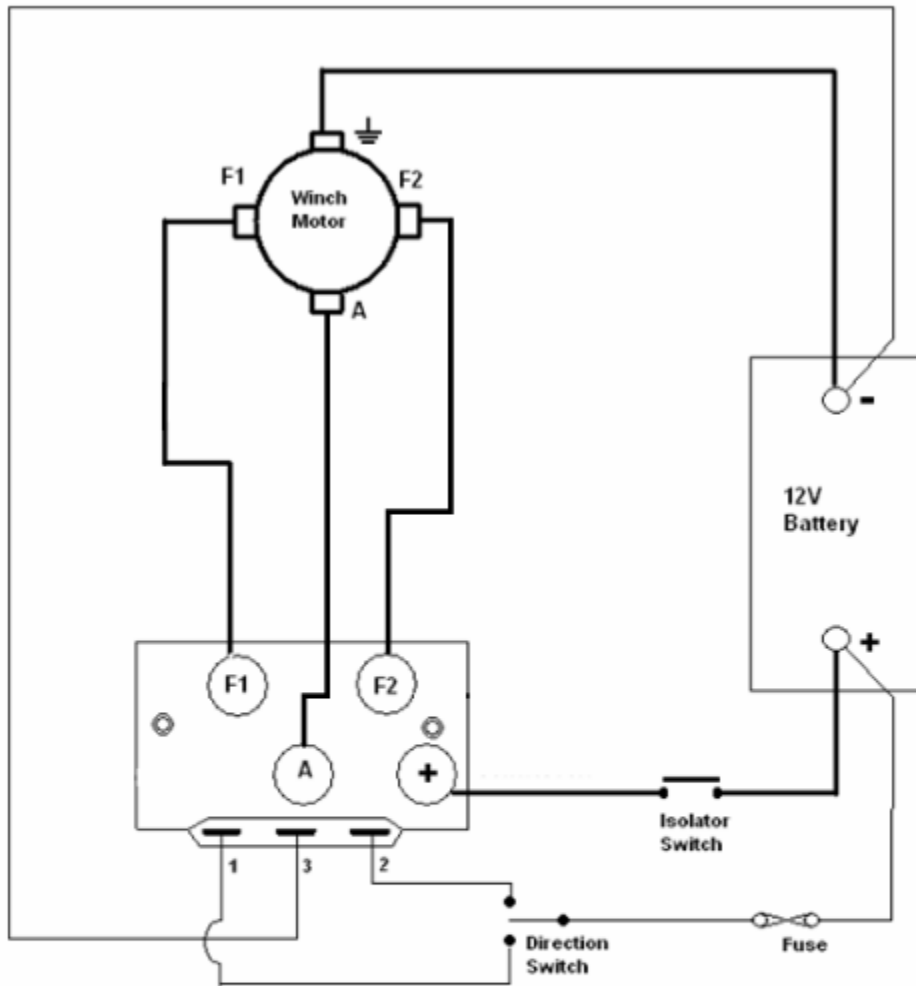 F1
F2
Winch
Motor
A
-
12V
Battery
+
F1
F2
A
+
Isolator
Switch
1
3
2
Direction
Switch
Fuse